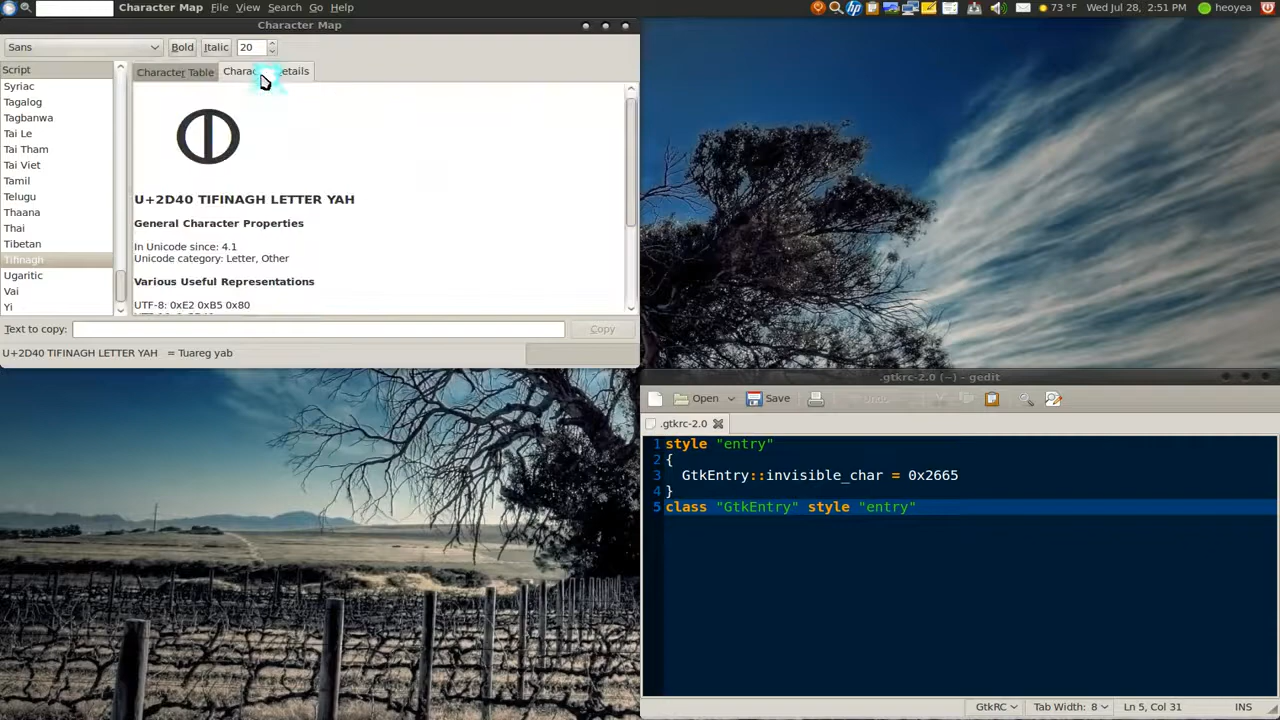 Character Map File Edit View Search Go Help
73 °F Wed Jul 28, 2:51 PM heoyea
Character Map
Sans Bold Italic 20
Script
Syriac
Tagalog
Tagbanwa
Tai Le
Tai Tham
Tai Viet
Tamil
Telugu
Thaana
Thai
Tibetan
Tifinagh
Ugaritic
Vai
Yi
Character Table
ⵀ
U+2D40 TIFINAGH LETTER YAH
General Character Properties
In Unicode since: 4.1
Unicode category: Letter, Other
Various Useful Representations
UTF-8: 0xE2 0xB5 0x80
Text to copy: Copy
U+2D40 TIFINAGH LETTER YAH = Tuareg yab
.gtkrc-2.0 (~) - gedit
Open Save Undo
.gtkrc-2.0
1 style "entry"
2 {
3 GtkEntry::invisible_char = 0x2665
4 }
5 class "GtkEntry" style "entry"
GtkRC Tab Width: 8 Ln 5, Col 31 INS